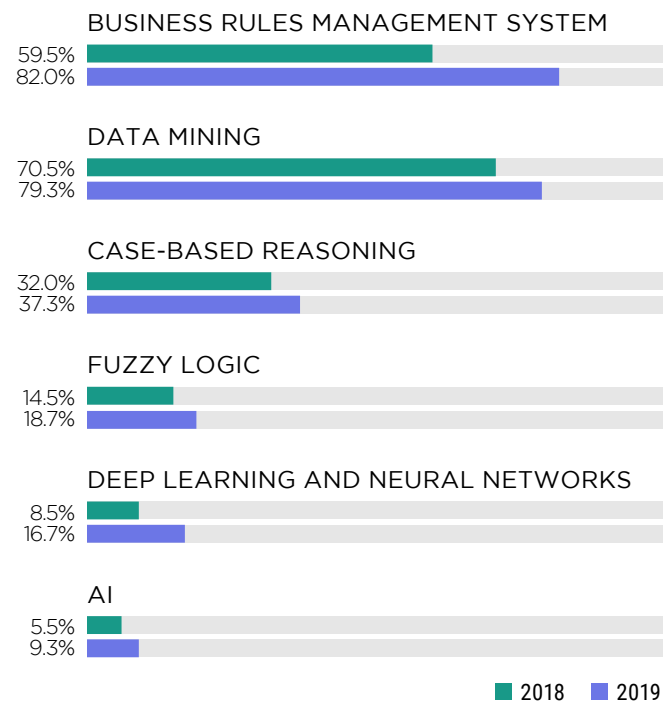 BUSINESS RULES MANAGEMENT SYSTEM
59.5%
82.0%
DATA MINING
70.5%
79.3%
CASE-BASED REASONING
32.0%
37.3%
FUZZY LOGIC
14.5%
18.7%
DEEP LEARNING AND NEURAL NETWORKS
8.5%
16.7%
AI
5.5%
9.3%
2018 2019